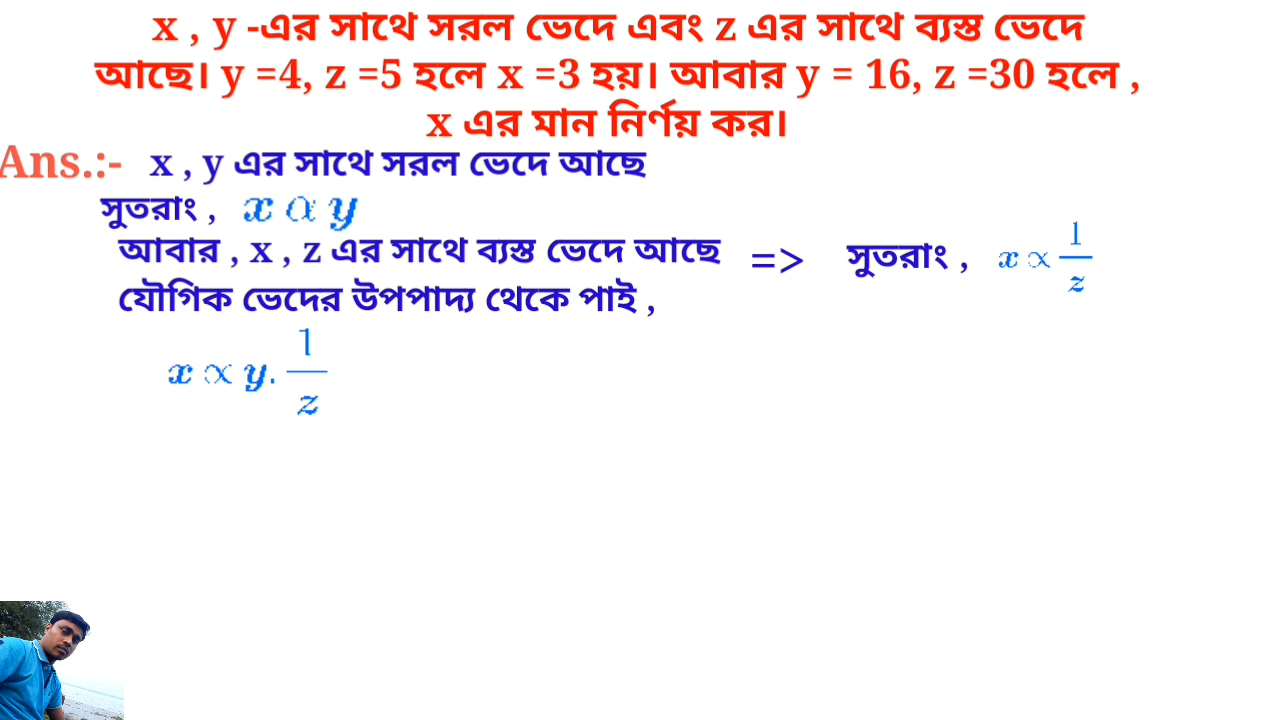 x , y -এর সাথে সরল ভেদে এবং z এর সাথে ব্যস্ত ভেদে
আছে। y =4, z =5 হলে x =3 হয়। আবার y = 16, z =30 হলে ,
x এর মান নির্ণয় কর।
Ans.:- x , y এর সাথে সরল ভেদে আছে
সুতরাং , x α y
আবার , x , z এর সাথে ব্যস্ত ভেদে আছে => সুতরাং , x ∝ 1/z
যৌগিক ভেদের উপপাদ্য থেকে পাই ,
x ∝ y. 1/z